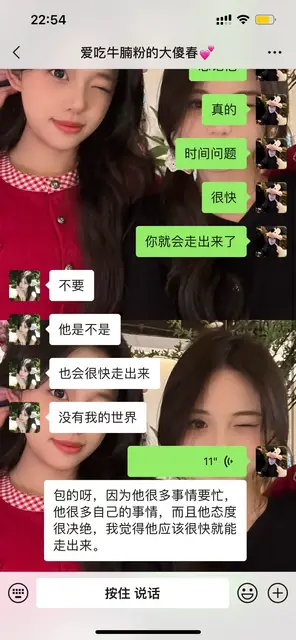 22:54
爱吃牛腩粉的大傻春💕
真的
时间问题
很快
你就会走出来了
不要
他是不是
也会很快走出来
没有我的世界
11"
包的呀，因为他很多事情要忙，
他很多自己的事情，而且他态度
很决绝，我觉得他应该很快就能
走出来。
按住 说话